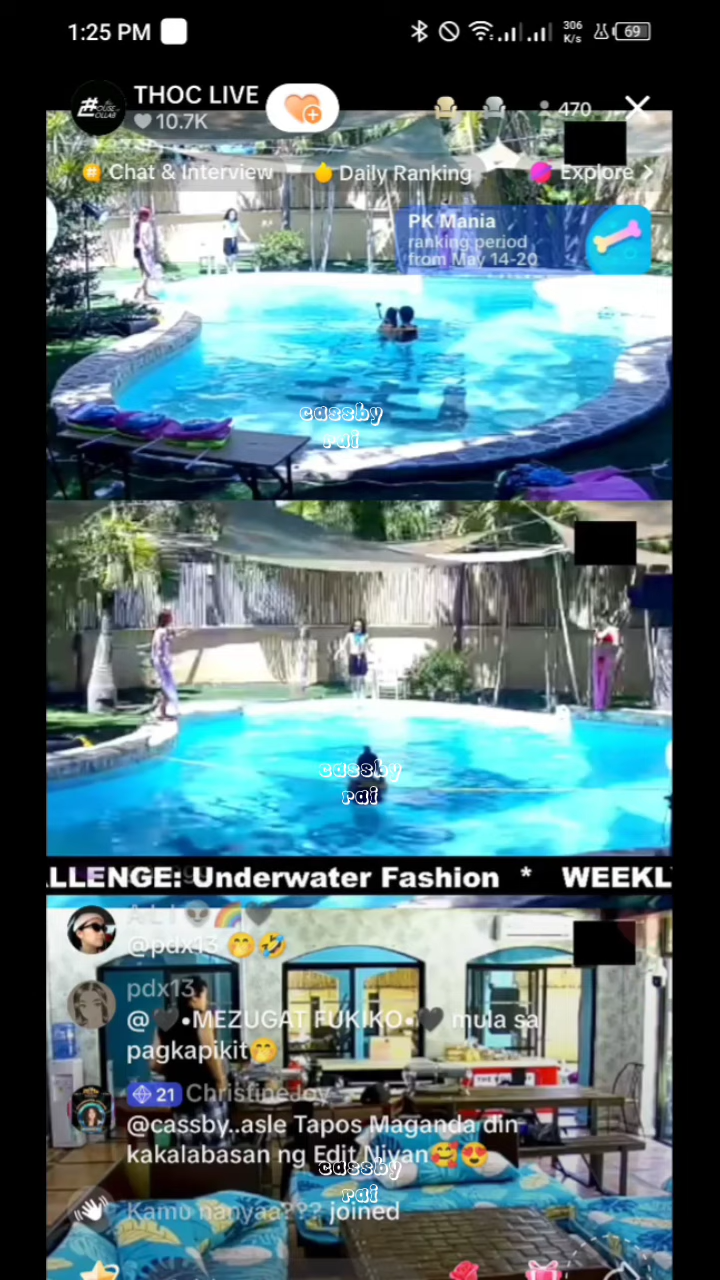 1:25 PM
306
K/s
69
#
THOC LIVE
10.7K
470
Chat & Interview
Daily Ranking
Explore
PK Mania
ranking period
from May 14-20
cassby
rai
cassby
rai
LLENGE: Underwater Fashion * WEEKL
@pdx13 🤭🤣
pdx13
@🖤•MEZUGAT FUKIKO•🖤 mula sa
pagkapikit🤭
21 ChristineJoy
@cassby..asle Tapos Maganda din
kakalabasan ng Edit Niyan🥰😍
cassby
rai
Kamu nanyaa??? joined